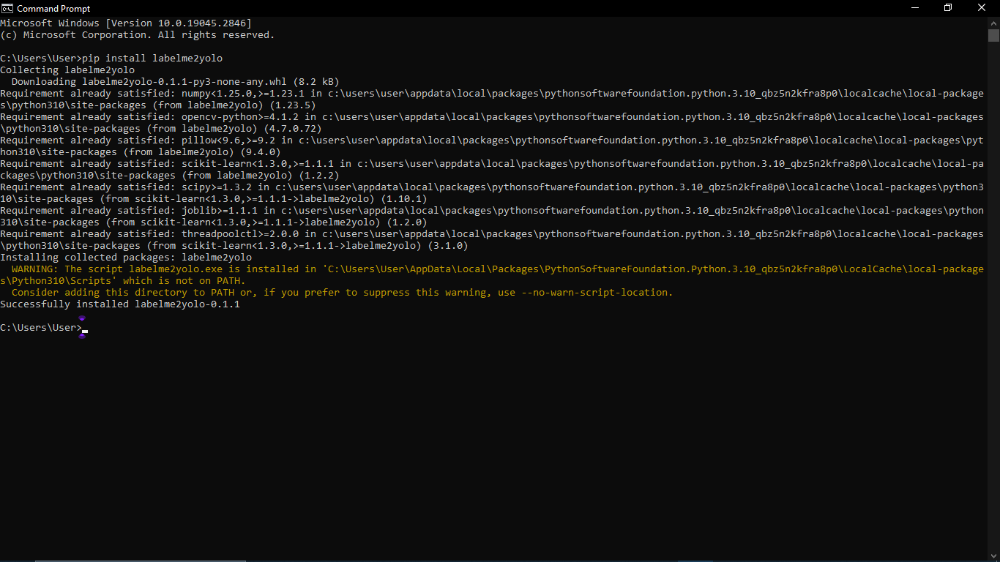 Command Prompt
Microsoft Windows [Version 10.0.19045.2846]
(c) Microsoft Corporation. All rights reserved.
C:\Users\User>pip install labelme2yolo
Collecting labelme2yolo
  Downloading labelme2yolo-0.1.1-py3-none-any.whl (8.2 kB)
Requirement already satisfied: numpy<1.25.0,>=1.23.1 in c:\users\user\appdata\local\packages\pythonsoftwarefoundation.python.3.10_qbz5n2kfra8p0\localcache\local-package
s\python310\site-packages (from labelme2yolo) (1.23.5)
Requirement already satisfied: opencv-python>=4.1.2 in c:\users\user\appdata\local\packages\pythonsoftwarefoundation.python.3.10_qbz5n2kfra8p0\localcache\local-packages
\python310\site-packages (from labelme2yolo) (4.7.0.72)
Requirement already satisfied: pillow<9.6,>=9.2 in c:\users\user\appdata\local\packages\pythonsoftwarefoundation.python.3.10_qbz5n2kfra8p0\localcache\local-packages\pyt
hon310\site-packages (from labelme2yolo) (9.4.0)
Requirement already satisfied: scikit-learn<1.3.0,>=1.1.1 in c:\users\user\appdata\local\packages\pythonsoftwarefoundation.python.3.10_qbz5n2kfra8p0\localcache\local-pa
ckages\python310\site-packages (from labelme2yolo) (1.2.2)
Requirement already satisfied: scipy>=1.3.2 in c:\users\user\appdata\local\packages\pythonsoftwarefoundation.python.3.10_qbz5n2kfra8p0\localcache\local-packages\python3
10\site-packages (from scikit-learn<1.3.0,>=1.1.1->labelme2yolo) (1.10.1)
Requirement already satisfied: joblib>=1.1.1 in c:\users\user\appdata\local\packages\pythonsoftwarefoundation.python.3.10_qbz5n2kfra8p0\localcache\local-packages\python
310\site-packages (from scikit-learn<1.3.0,>=1.1.1->labelme2yolo) (1.2.0)
Requirement already satisfied: threadpoolctl>=2.0.0 in c:\users\user\appdata\local\packages\pythonsoftwarefoundation.python.3.10_qbz5n2kfra8p0\localcache\local-packages
\python310\site-packages (from scikit-learn<1.3.0,>=1.1.1->labelme2yolo) (3.1.0)
Installing collected packages: labelme2yolo
  WARNING: The script labelme2yolo.exe is installed in 'C:\Users\User\AppData\Local\Packages\PythonSoftwareFoundation.Python.3.10_qbz5n2kfra8p0\LocalCache\local-package
s\Python310\Scripts' which is not on PATH.
  Consider adding this directory to PATH or, if you prefer to suppress this warning, use --no-warn-script-location.
Successfully installed labelme2yolo-0.1.1
C:\Users\User>